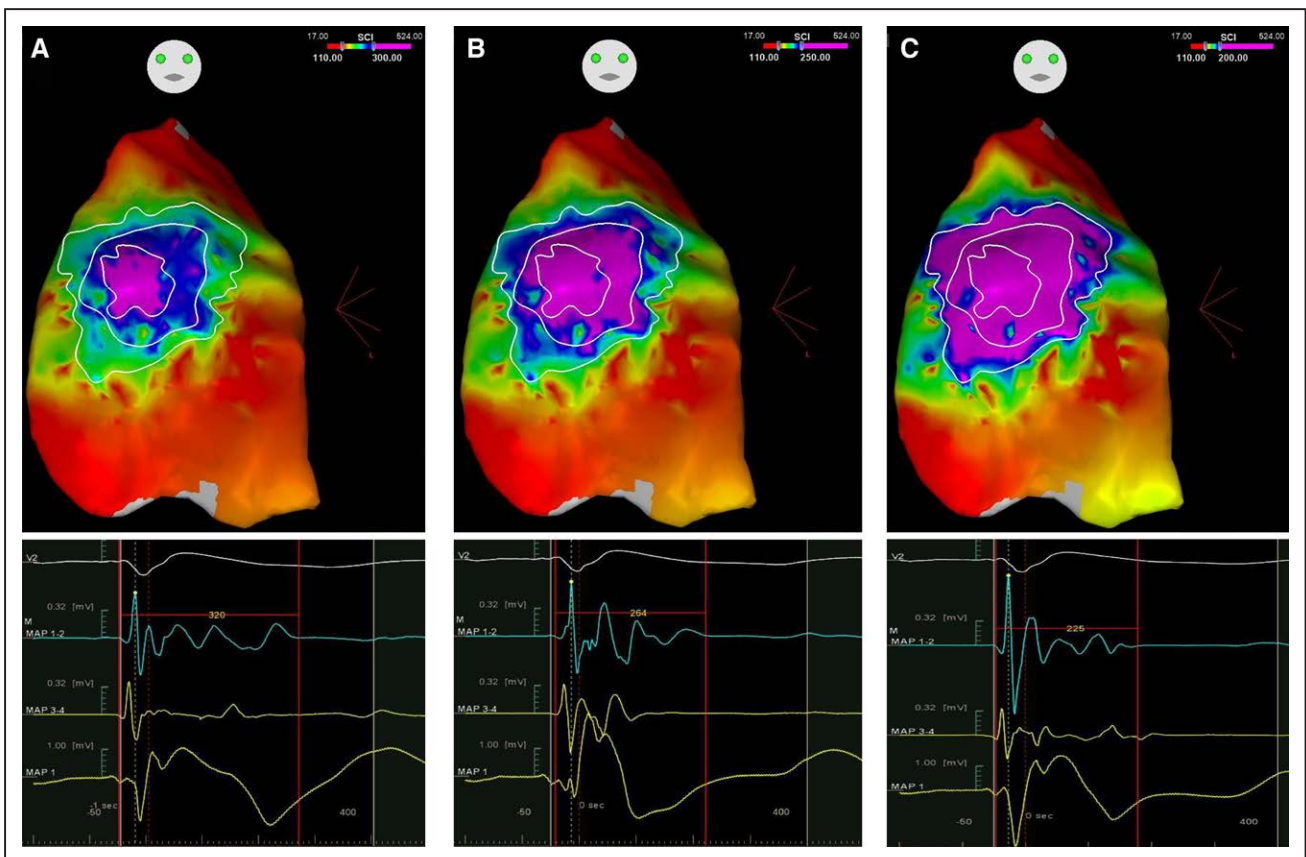 A
17.00 SCI 524.00
110.00 300.00
L
B
17.00 SCI 524.00
110.00 250.00
L
C
17.00 SCI 524.00
110.00 200.00
L
V2
0.32 [mV]
320
M
MAP 1-2
0.32 [mV]
MAP 3-4
1.00 [mV]
MAP 1
-1 sec
-50 400
V2
0.32 [mV]
264
M
MAP 1-2
0.32 [mV]
MAP 3-4
1.00 [mV]
MAP 1
0 sec
-50 400
V2
0.32 [mV]
M
225
MAP 1-2
0.32 [mV]
MAP 3-4
1.00 [mV]
MAP 1
0 sec
-50 400